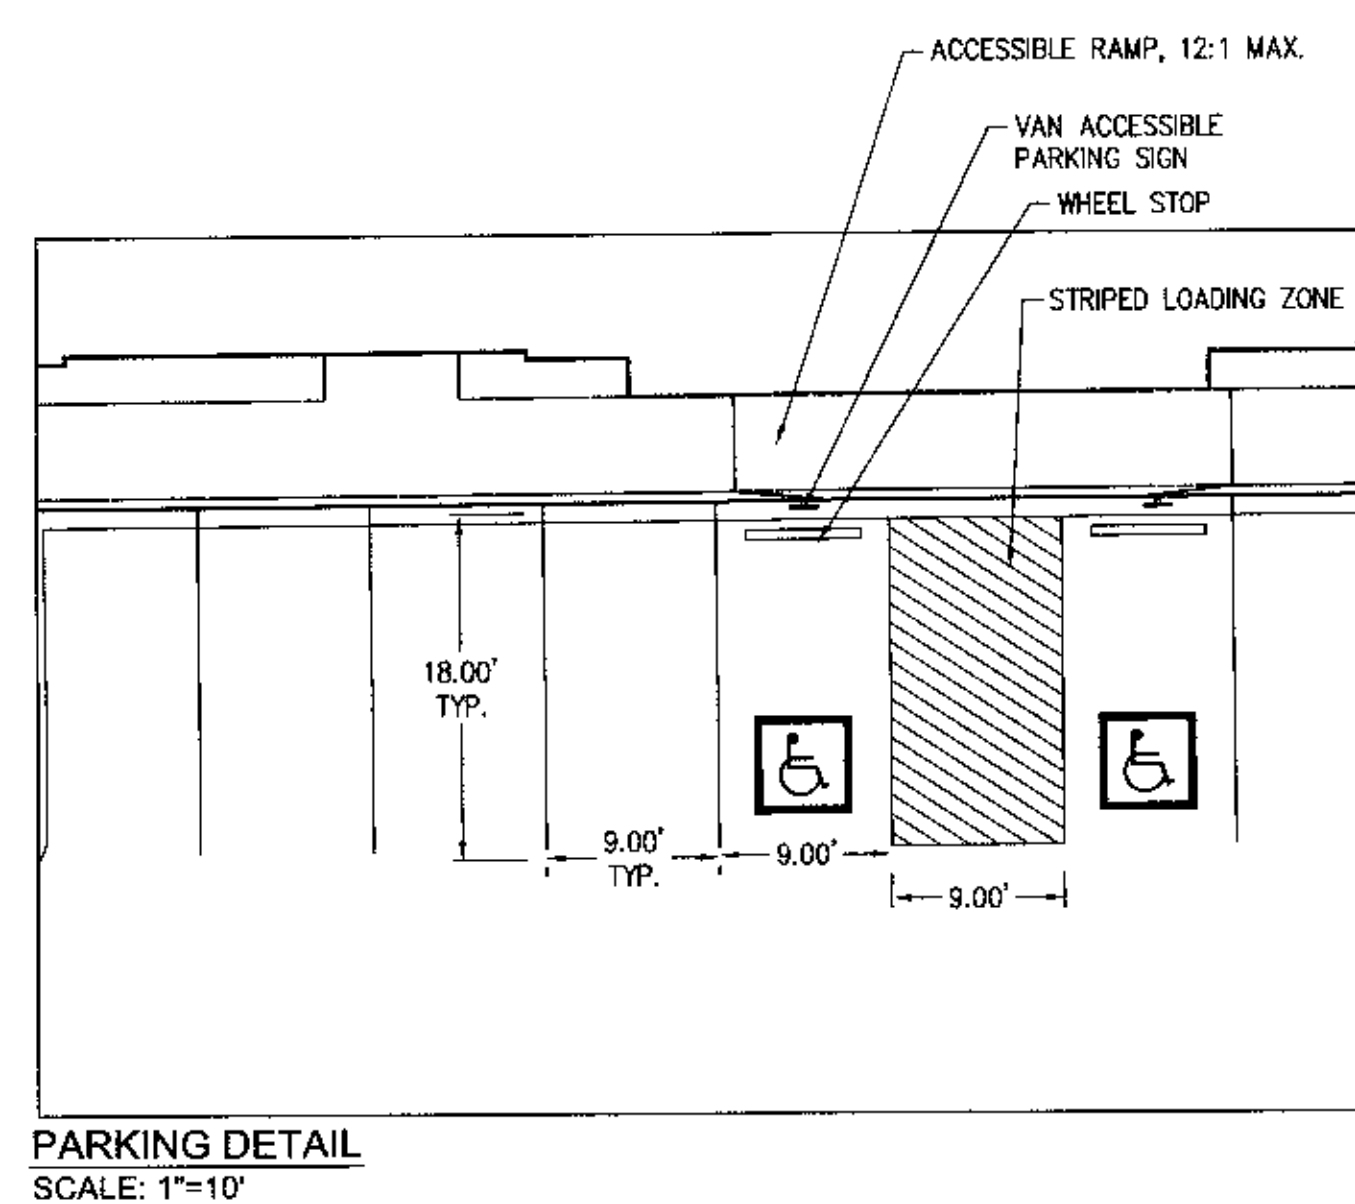 ACCESSIBLE RAMP, 12:1 MAX.
VAN ACCESSIBLE
PARKING SIGN
WHEEL STOP
STRIPED LOADING ZONE
18.00'
TYP.
9.00'
TYP.
9.00'
9.00'
PARKING DETAIL
SCALE: 1"=10'